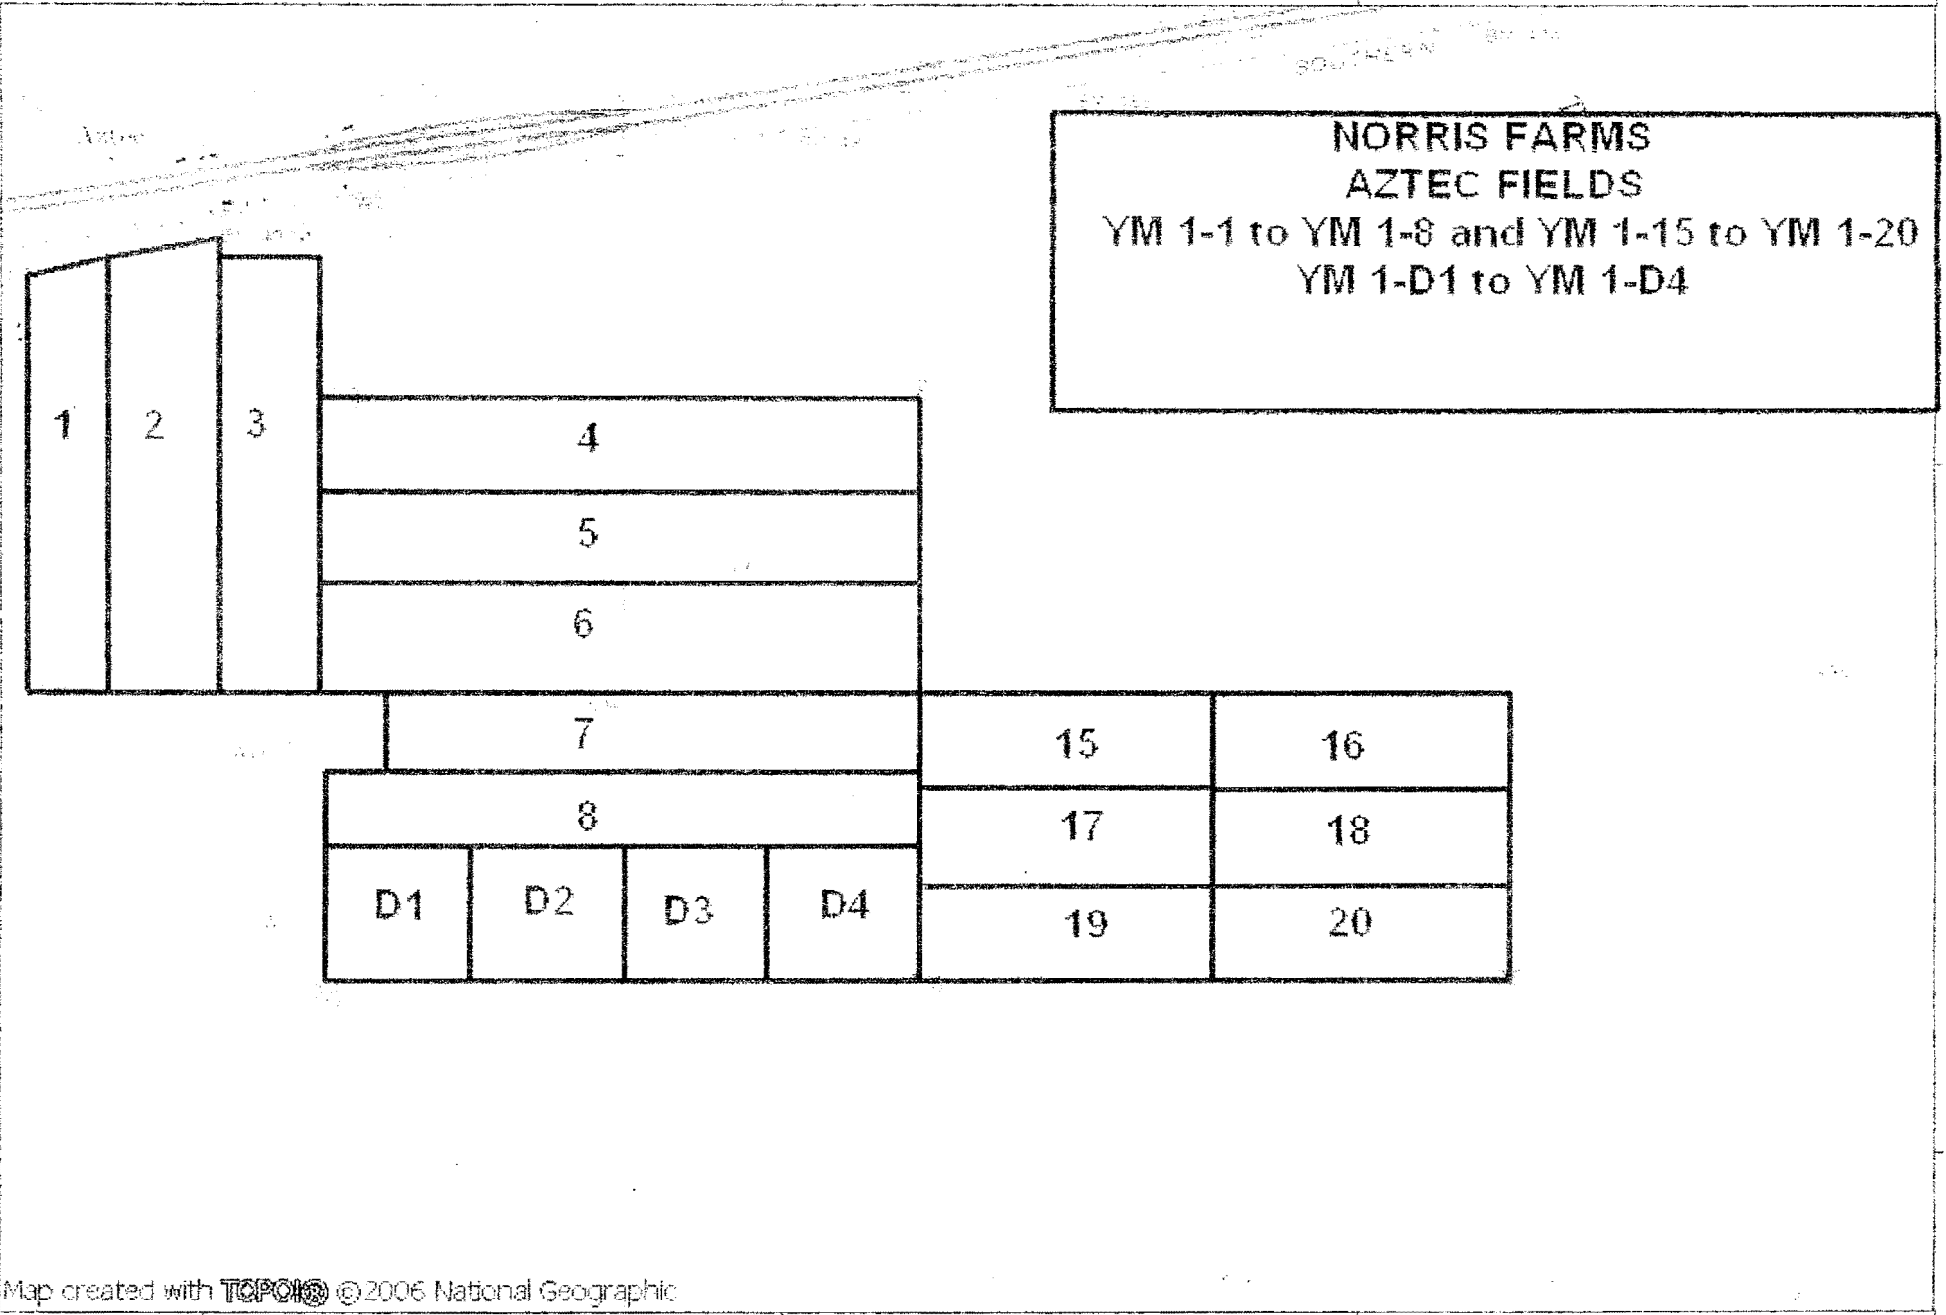 Aztec
SOUTHERN
NORRIS FARMS
AZTEC FIELDS
YM 1-1 to YM 1-8 and YM 1-15 to YM 1-20
YM 1-D1 to YM 1-D4
1 2 3
4
5
6
7
15 16
8
17 18
D1 D2 D3 D4
19 20
Map created with TOPO!® ©2006 National Geographic